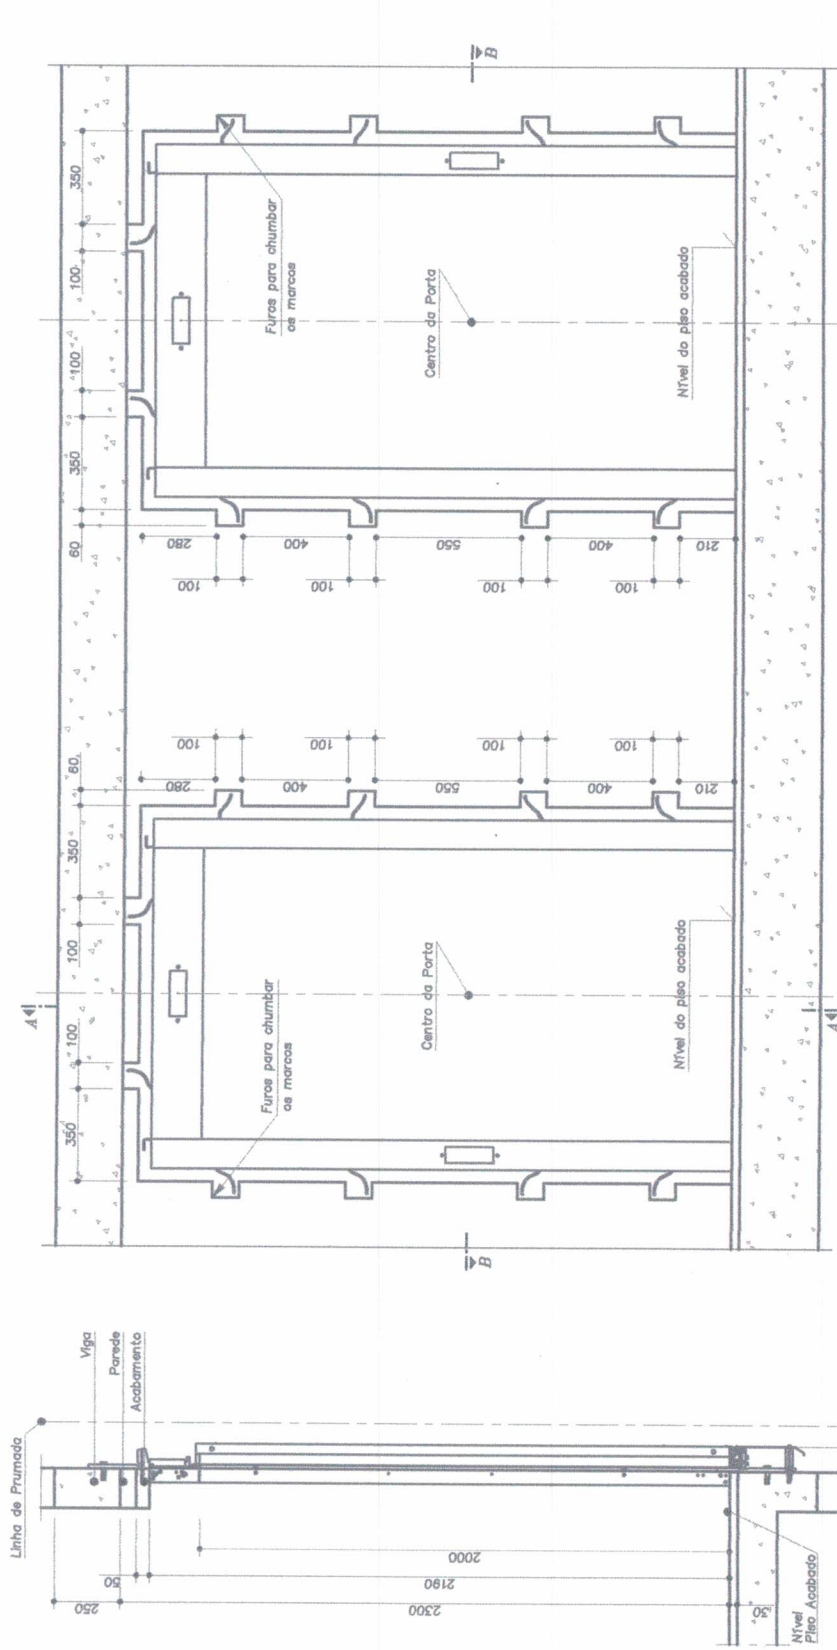 B
350
100
100
350
60
Furos para chumbar
os marcos
Centro da Porta
Nível do piso acabado
280
400
550
400
210
100
100
100
100
100
100
100
100
280
400
550
400
210
60
350
100
100
350
A
A
Furos para chumbar
os marcos
Centro da Porta
Nível do piso acabado
B
Linha de Prumada
Viga
Parede
Acabamento
250
50
2000
2190
2300
50
Nível
Piso Acabado